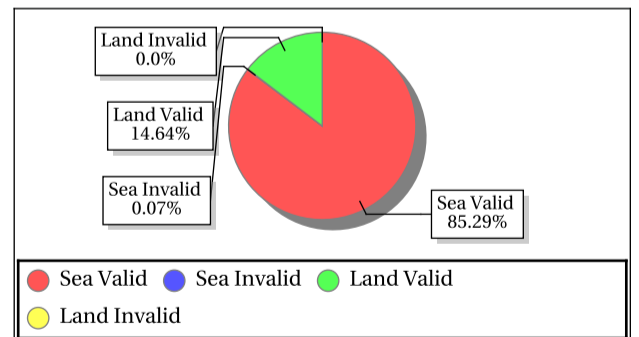 Land Invalid
0.0%
Land Valid
14.64%
Sea Invalid
0.07%
Sea Valid
85.29%
Sea Valid Sea Invalid Land Valid
Land Invalid